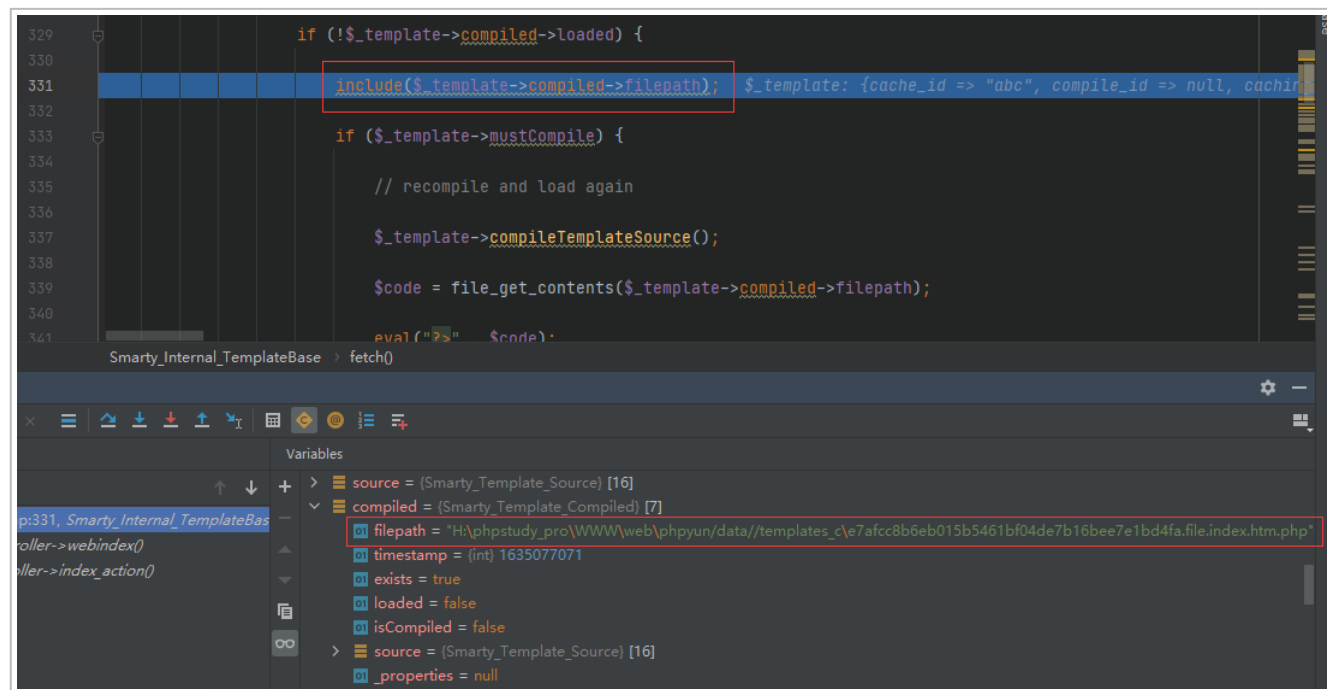 329 if (!$_template->compiled->loaded) {
330
331 include($_template->compiled->filepath); $_template: {cache_id => "abc", compile_id => null, caching
332
333 if ($_template->mustCompile) {
334
335 // recompile and load again
336
337 $_template->compileTemplateSource();
338
339 $code = file_get_contents($_template->compiled->filepath);
340
341 eval("?>" . $code);
Smarty_Internal_TemplateBase › fetch()
Variables
source = {Smarty_Template_Source} [16]
compiled = {Smarty_Template_Compiled} [7]
p:331, Smarty_Internal_TemplateBas
filepath = "H:\phpstudy_pro\WWW\web\phpyun/data//templates_c\e7afcc8b6eb015b5461bf04de7b16bee7e1bd4fa.file.index.htm.php"
roller->webindex()
timestamp = {int} 1635077071
oller->index_action()
exists = true
loaded = false
isCompiled = false
source = {Smarty_Template_Source} [16]
_properties = null